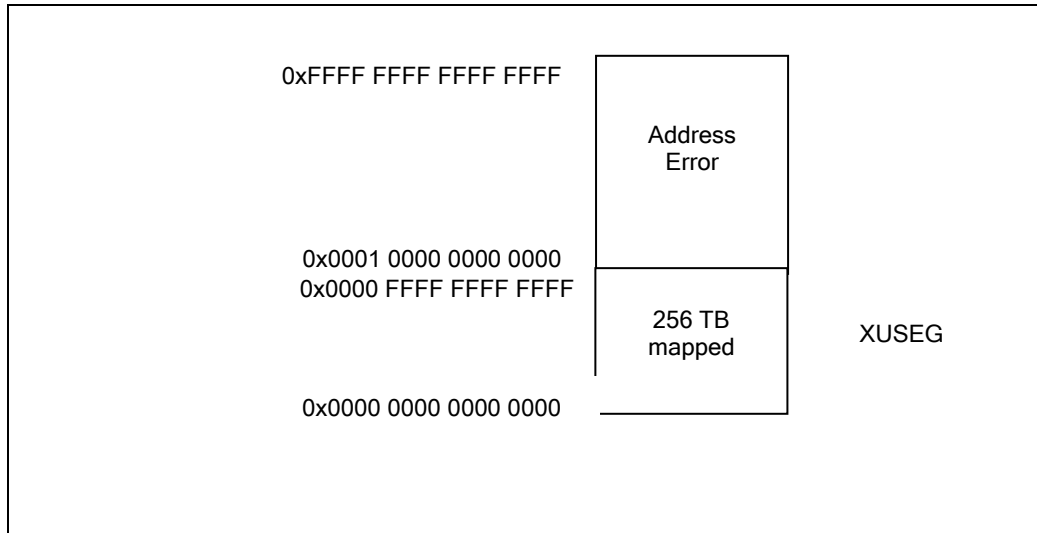 0xFFFF FFFF FFFF FFFF
Address
Error
0x0001 0000 0000 0000
0x0000 FFFF FFFF FFFF
256 TB
mapped
XUSEG
0x0000 0000 0000 0000